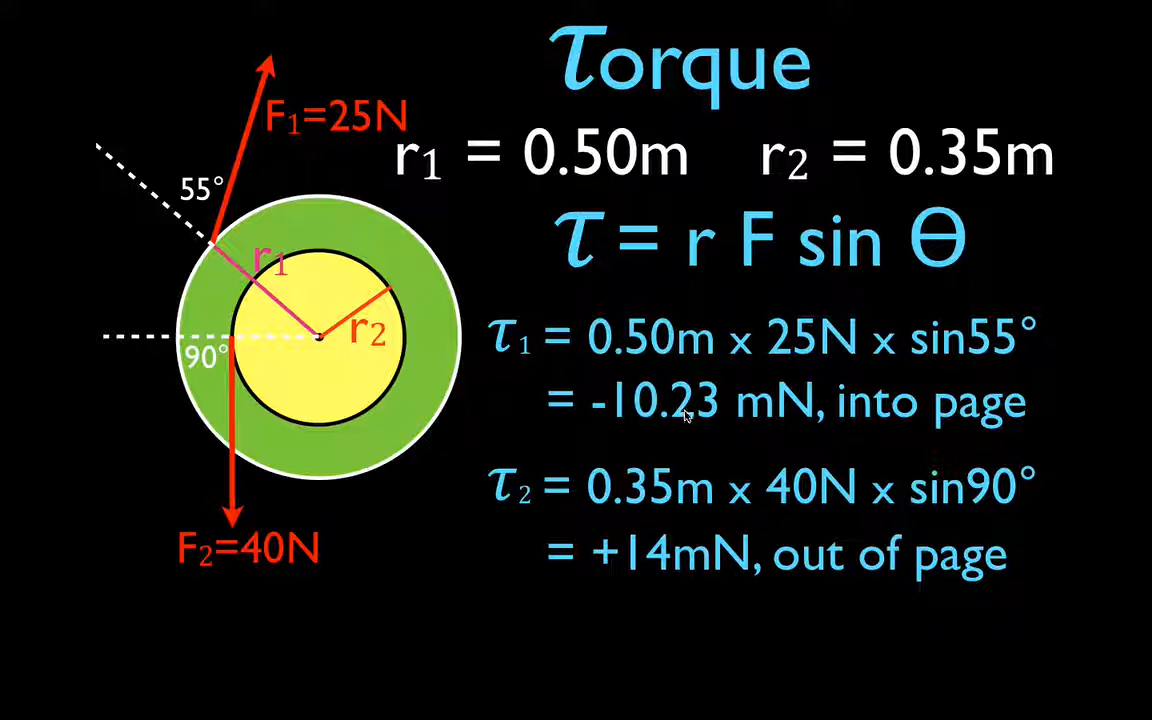 τorque
F₁=25N
r₁ = 0.50m r₂ = 0.35m
55°
τ = r F sin Θ
r₁
r₂
90°
τ₁ = 0.50m x 25N x sin55°
= -10.23 mN, into page
τ₂ = 0.35m x 40N x sin90°
= +14mN, out of page
F₂=40N